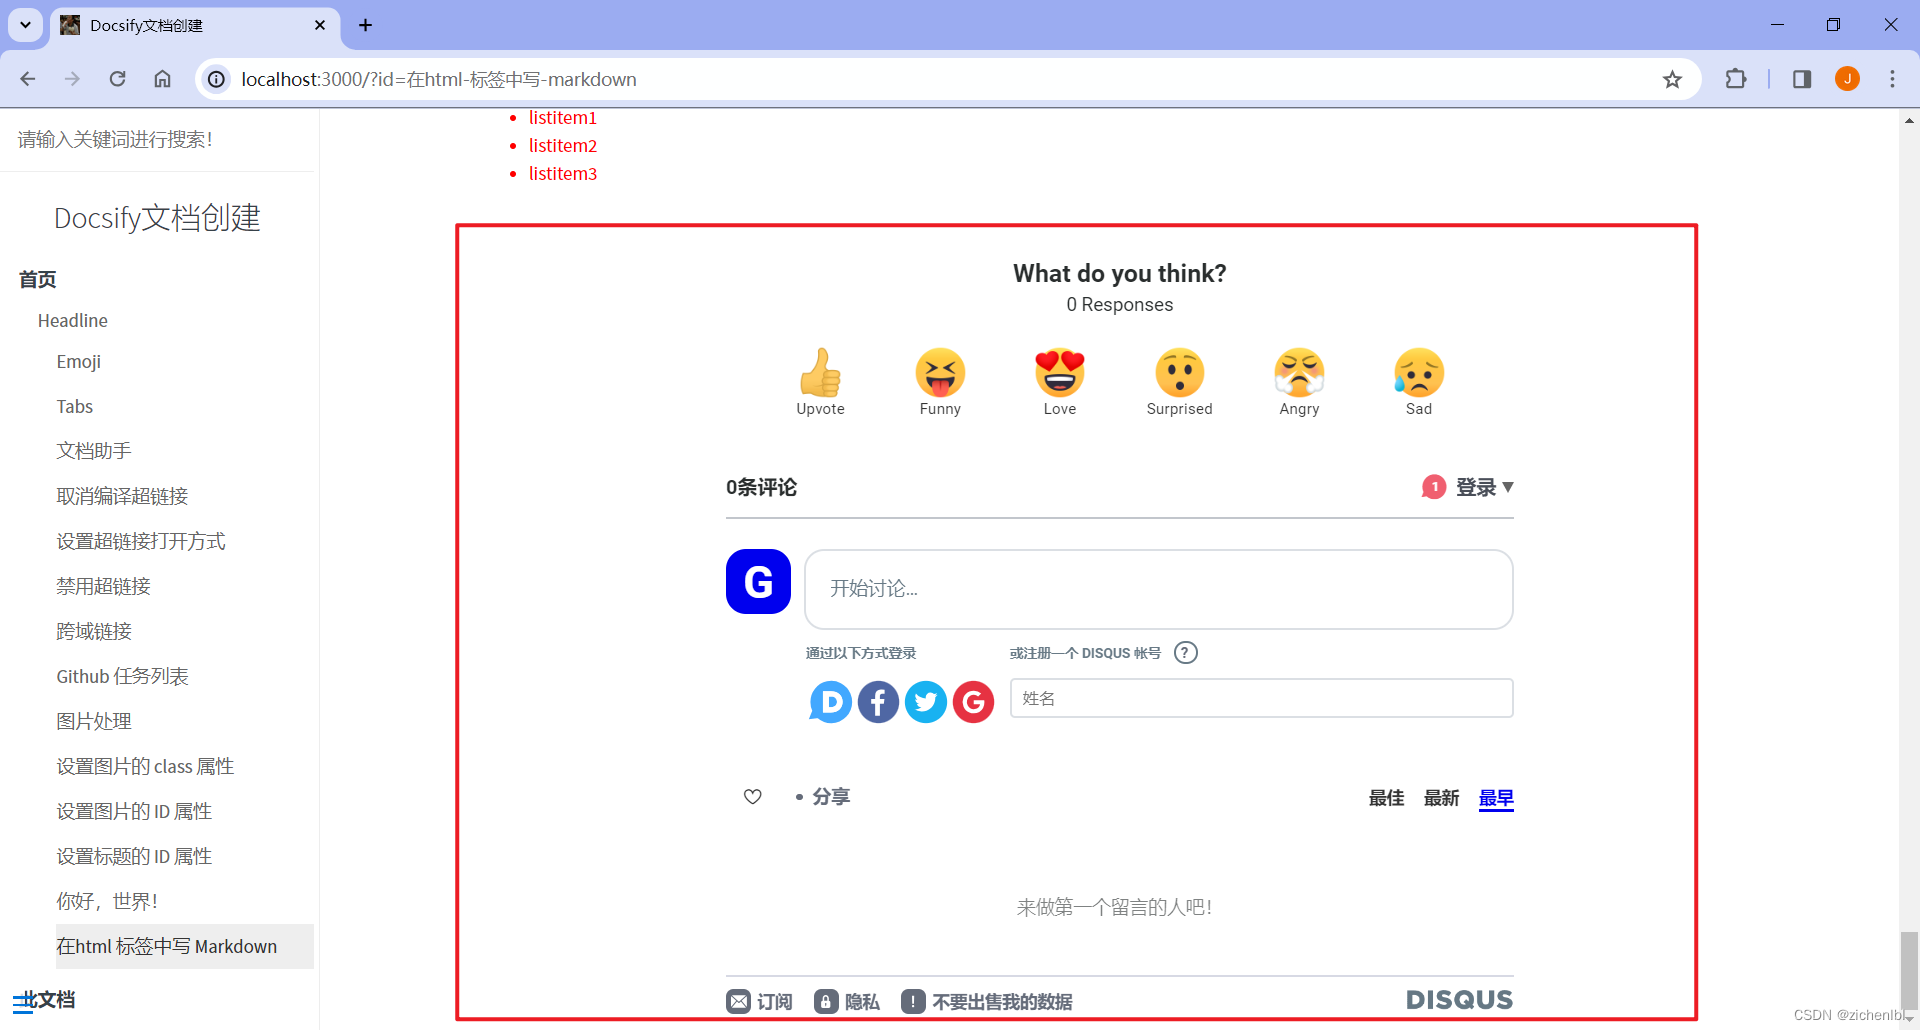 Docsify文档创建
localhost:3000/?id=在html-标签中写-markdown
J
请输入关键词进行搜索!
Docsify文档创建
首页
Headline
Emoji
Tabs
文档助手
取消编译超链接
设置超链接打开方式
禁用超链接
跨域链接
Github 任务列表
图片处理
设置图片的 class 属性
设置图片的 ID 属性
设置标题的 ID 属性
你好，世界！
在html 标签中写 Markdown
北文档
listitem1
listitem2
listitem3
What do you think?
0 Responses
Upvote Funny Love Surprised Angry Sad
0条评论 1 登录
G 开始讨论...
通过以下方式登录 或注册一个 DISQUS 帐号 ?
D f G 姓名
• 分享 最佳 最新 最早
来做第一个留言的人吧!
订阅 隐私 ! 不要出售我的数据 DISQUS
CSDN @zichenlbl